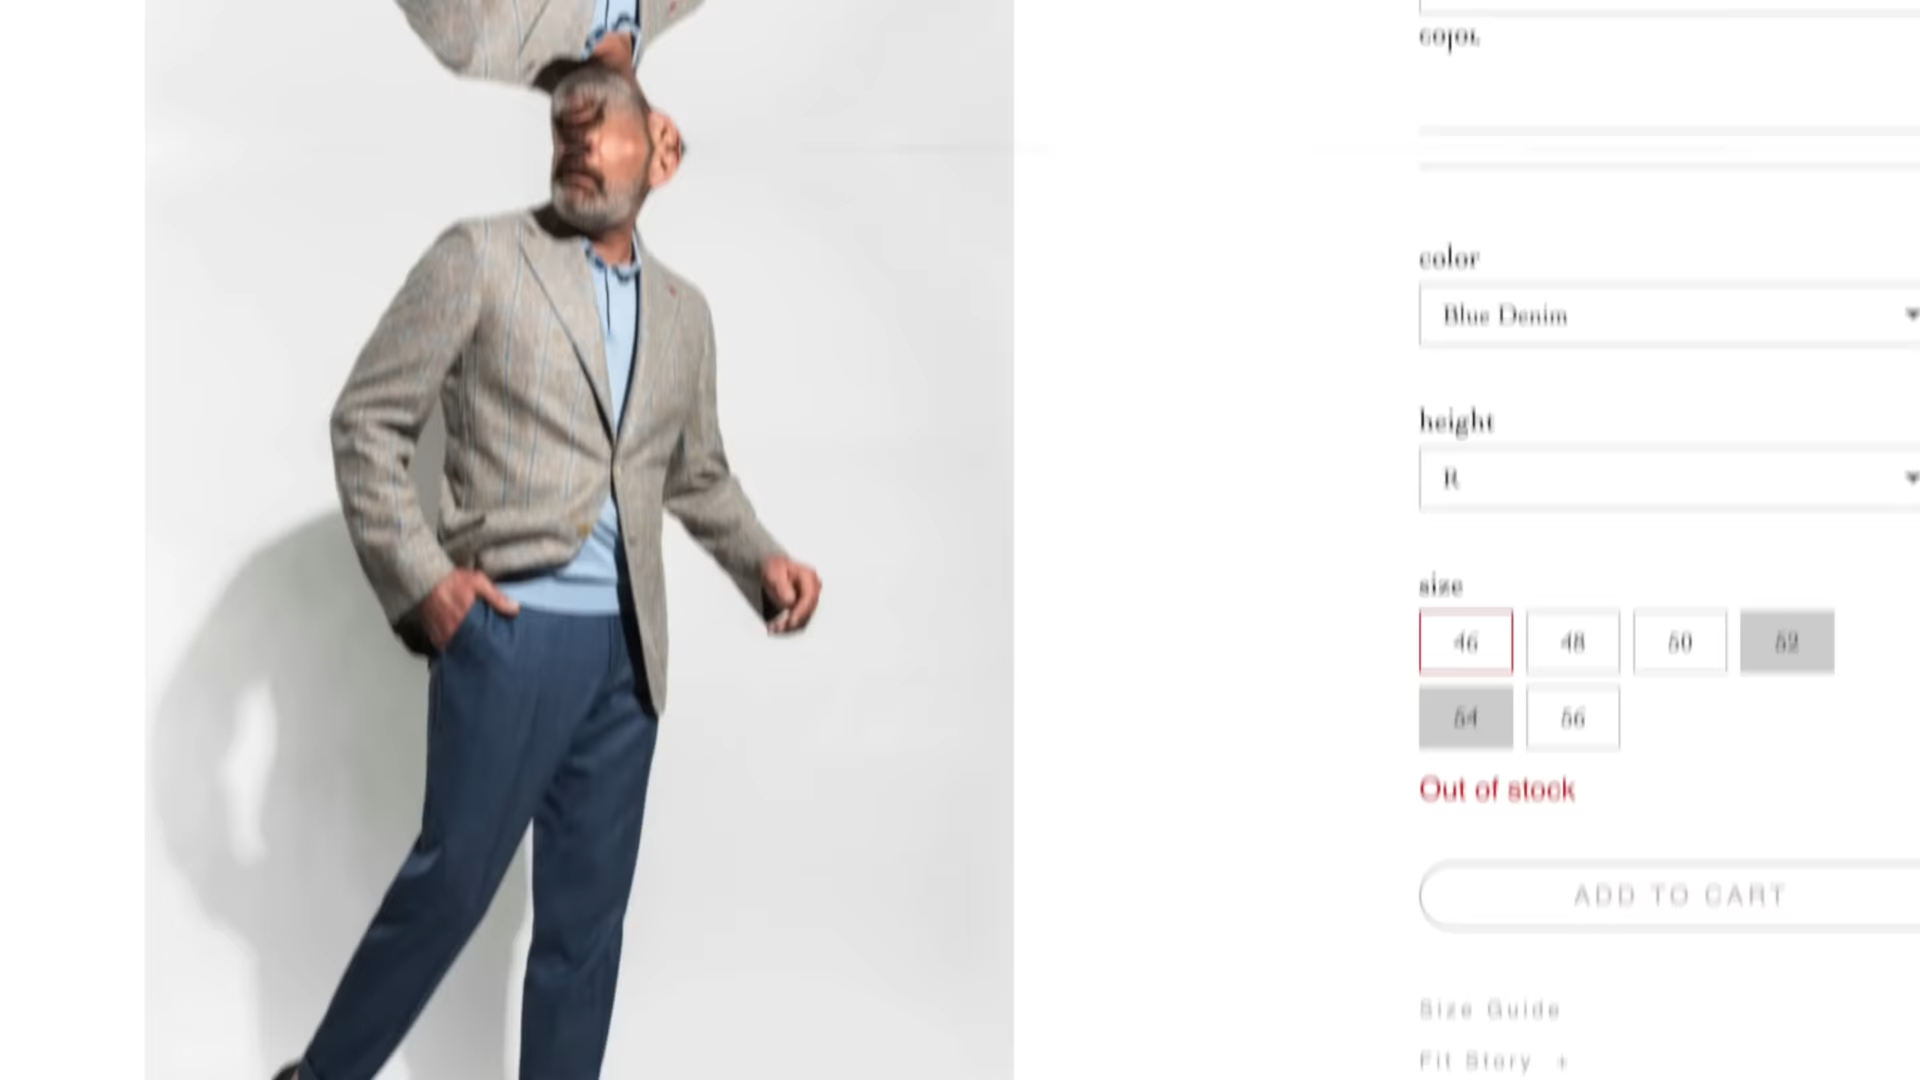 color
color
Blue Denim
height
R
size
46 48 50 52
54 56
Out of stock
ADD TO CART
Size Guide
Fit Story +